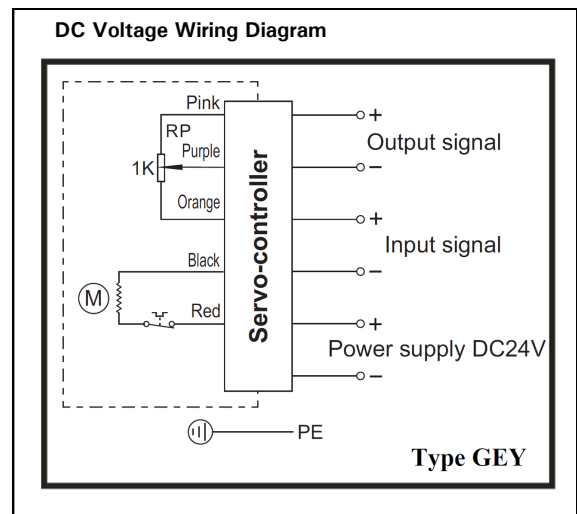 DC Voltage Wiring Diagram
Pink
RP
Purple
1K
Orange
Black
M
Red
Servo-controller
+
Output signal
−
+
Input signal
−
+
Power supply DC24V
−
PE
Type GEY